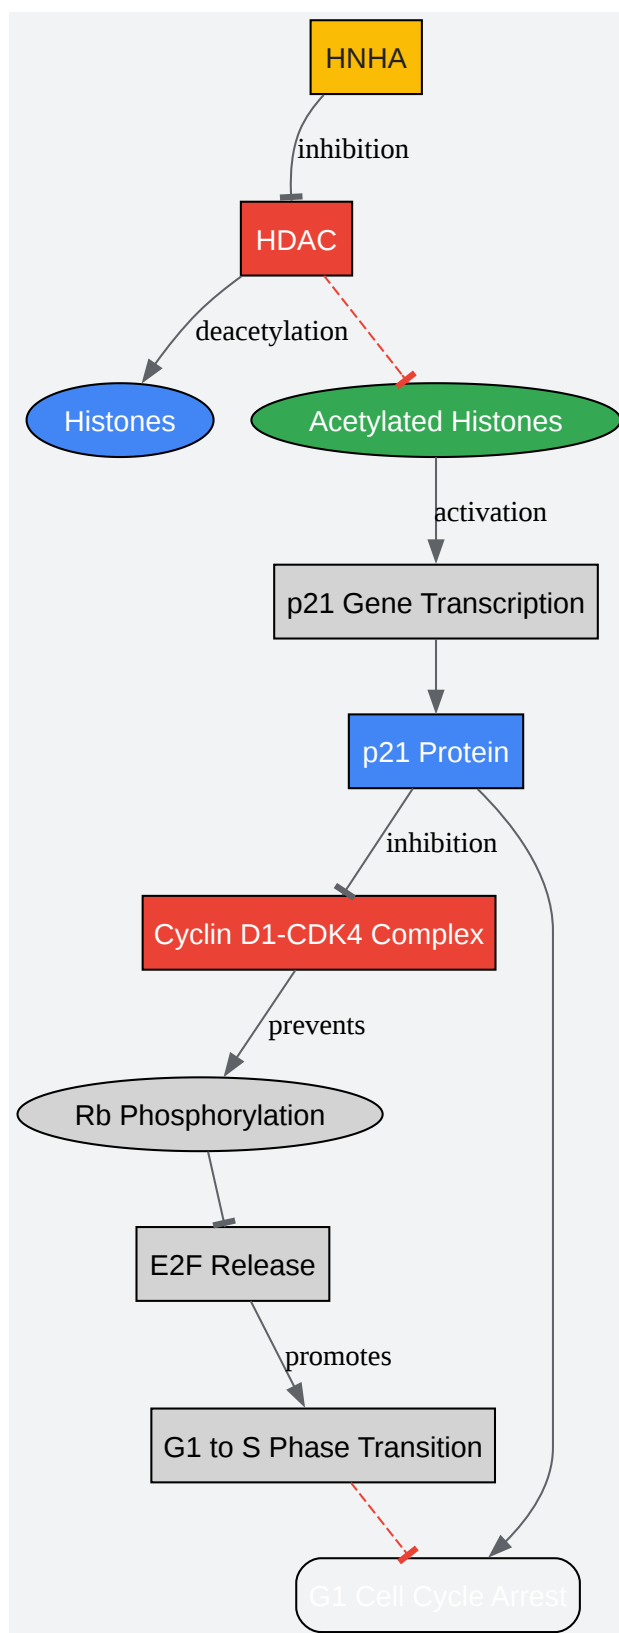 HNHA
inhibition
HDAC
deacetylation
Histones
Acetylated Histones
activation
p21 Gene Transcription
p21 Protein
inhibition
Cyclin D1-CDK4 Complex
prevents
Rb Phosphorylation
E2F Release
promotes
G1 to S Phase Transition
G1 Cell Cycle Arrest